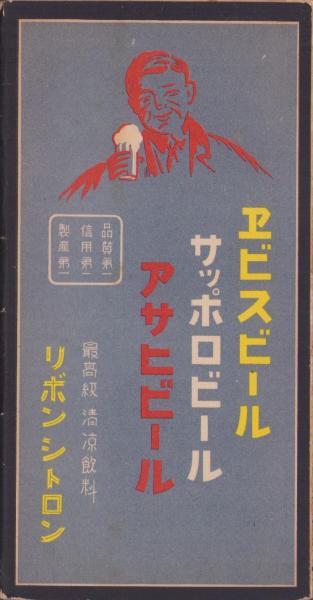 ヱビスビール
サッポロビール
アサヒビール
品質第一
信用第一
製産第一
最高級 清涼飲料
リボンシトロン